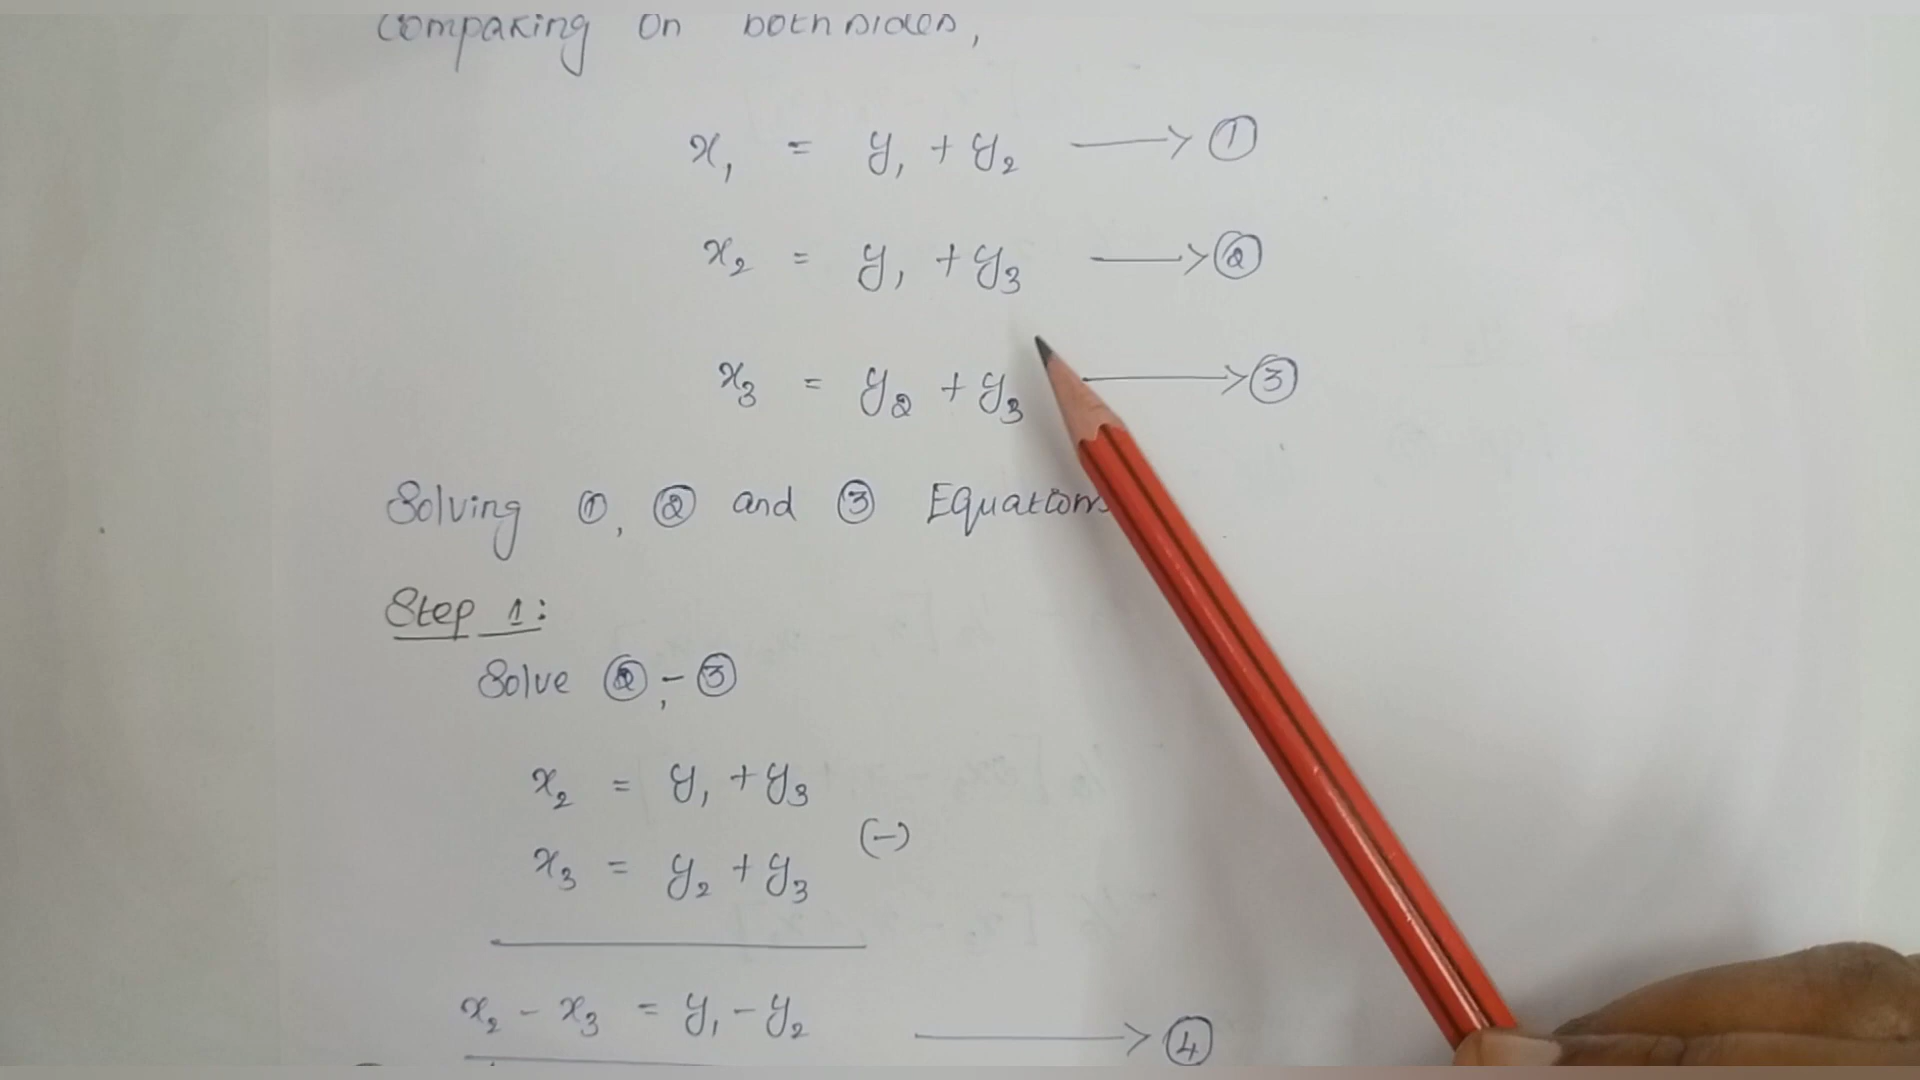 Comparing on both sides,
x₁ = y₁ + y₂ ⟶ ①
x₂ = y₁ + y₃ ⟶ ②
x₃ = y₂ + y₃ ⟶ ③
Solving ①, ② and ③ Equations
Step 1:
Solve ②, - ③
x₂ = y₁ + y₃
(-)
x₃ = y₂ + y₃
x₂ - x₃ = y₁ - y₂ ⟶ ④